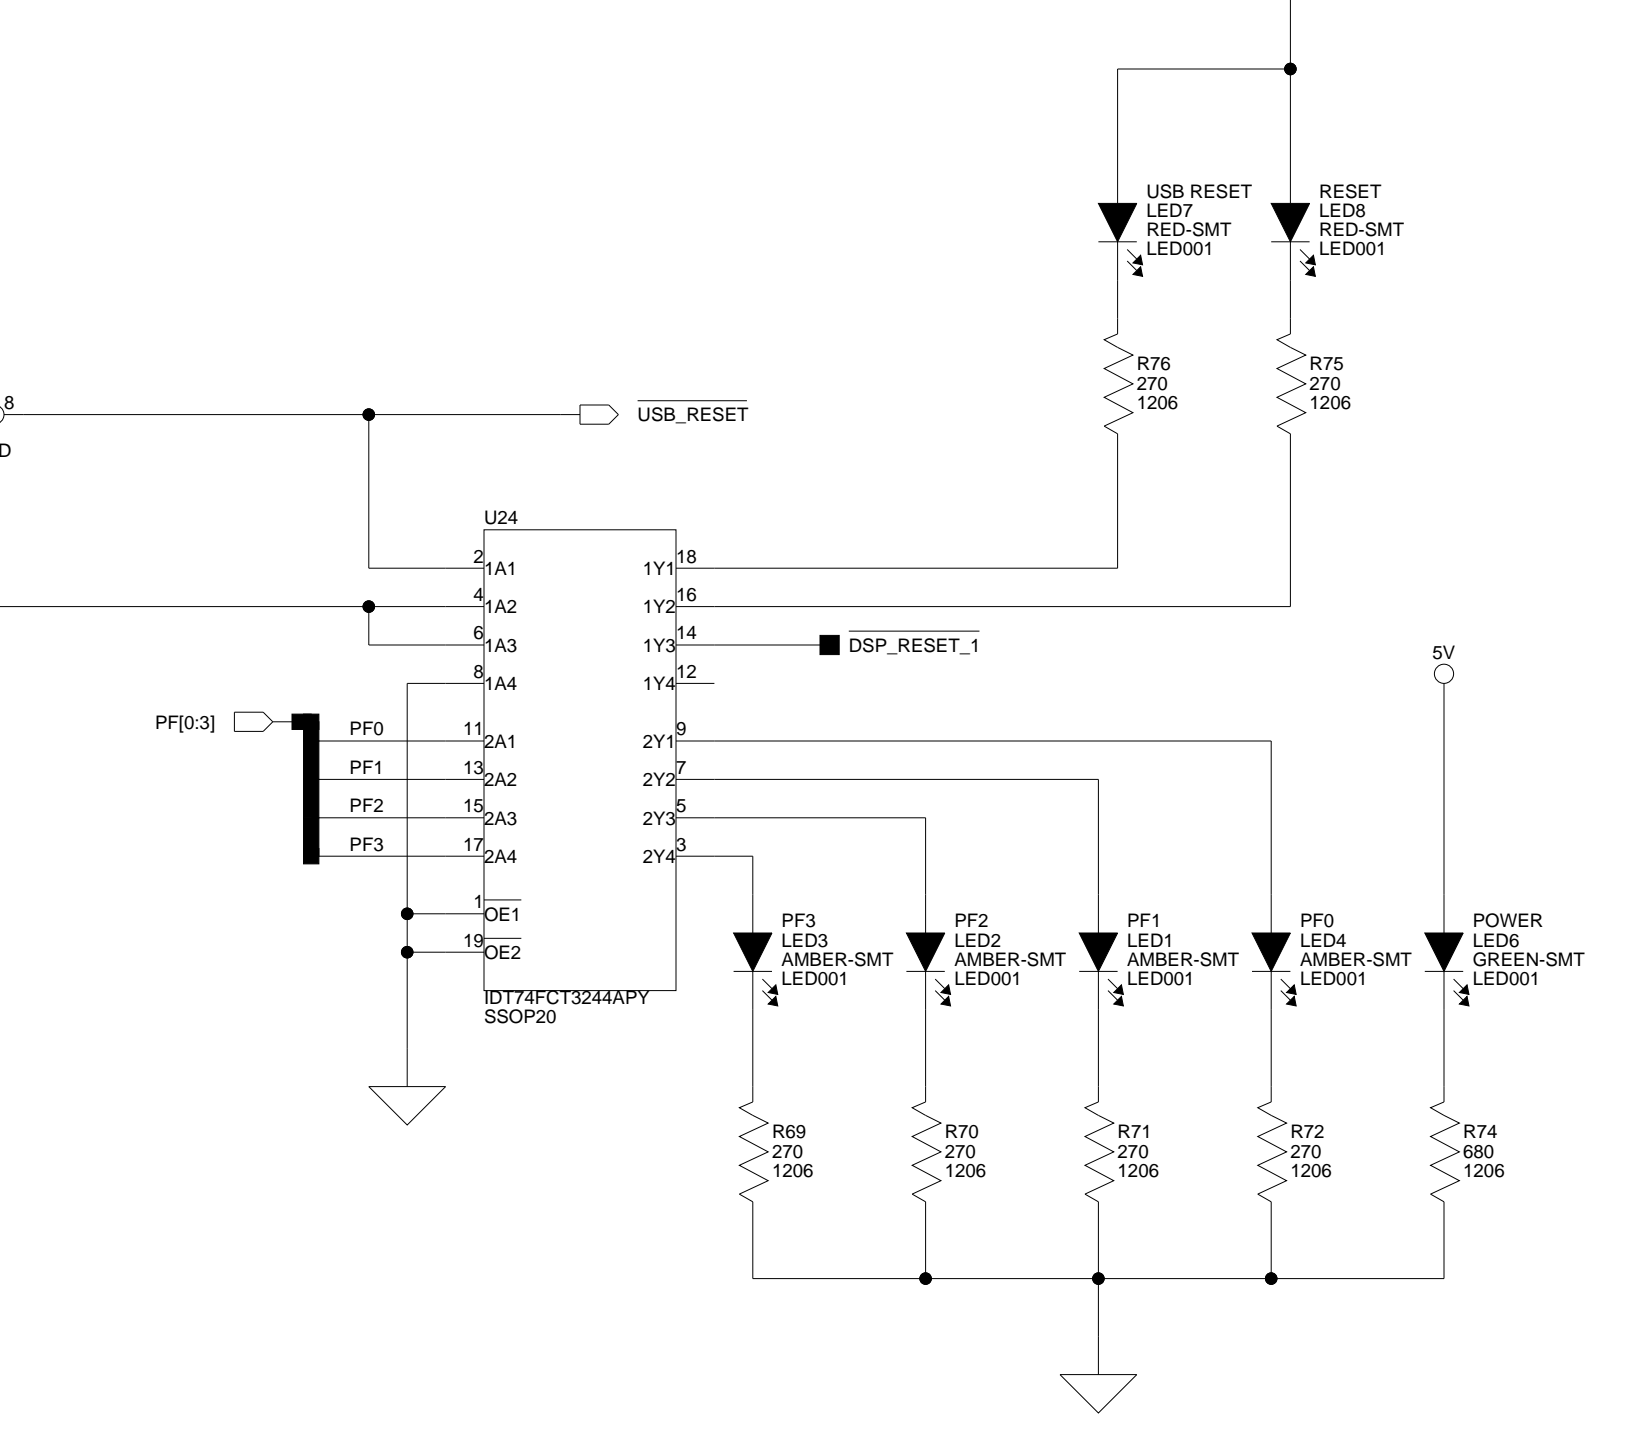 USB RESET
LED7
RED-SMT
LED001
RESET
LED8
RED-SMT
LED001
R76
270
1206
R75
270
1206
8
D
USB_RESET
U24
2
1A1
4
1A2
6
1A3
8
1A4
11
2A1
13
2A2
15
2A3
17
2A4
1
OE1
19
OE2
18
1Y1
16
1Y2
14
1Y3
12
1Y4
9
2Y1
7
2Y2
5
2Y3
3
2Y4
IDT74FCT3244APY
SSOP20
DSP_RESET_1
PF[0:3]
PF0
PF1
PF2
PF3
5V
PF3
LED3
AMBER-SMT
LED001
PF2
LED2
AMBER-SMT
LED001
PF1
LED1
AMBER-SMT
LED001
PF0
LED4
AMBER-SMT
LED001
POWER
LED6
GREEN-SMT
LED001
R69
270
1206
R70
270
1206
R71
270
1206
R72
270
1206
R74
680
1206